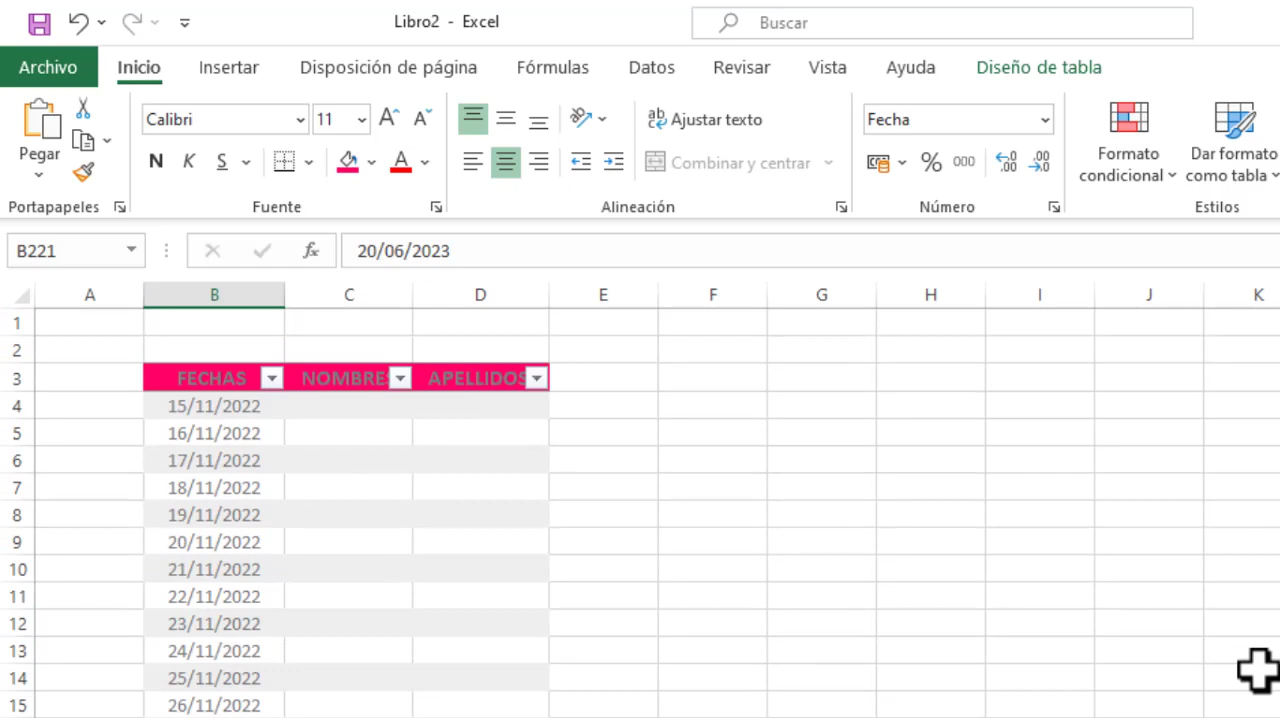 Libro2 - Excel
Buscar
Archivo Inicio Insertar Disposición de página Fórmulas Datos Revisar Vista Ayuda Diseño de tabla
Calibri 11 A A ab Ajustar texto Fecha
Pegar N K S A Combinar y centrar % 000 ,00 ,00 Formato condicional Dar formato como tabla
Portapapeles Fuente Alineación Número Estilos
B221 fx 20/06/2023
A B C D E F G H I J K
1
2
3 FECHAS NOMBRES APELLIDOS
4 15/11/2022
5 16/11/2022
6 17/11/2022
7 18/11/2022
8 19/11/2022
9 20/11/2022
10 21/11/2022
11 22/11/2022
12 23/11/2022
13 24/11/2022
14 25/11/2022
15 26/11/2022